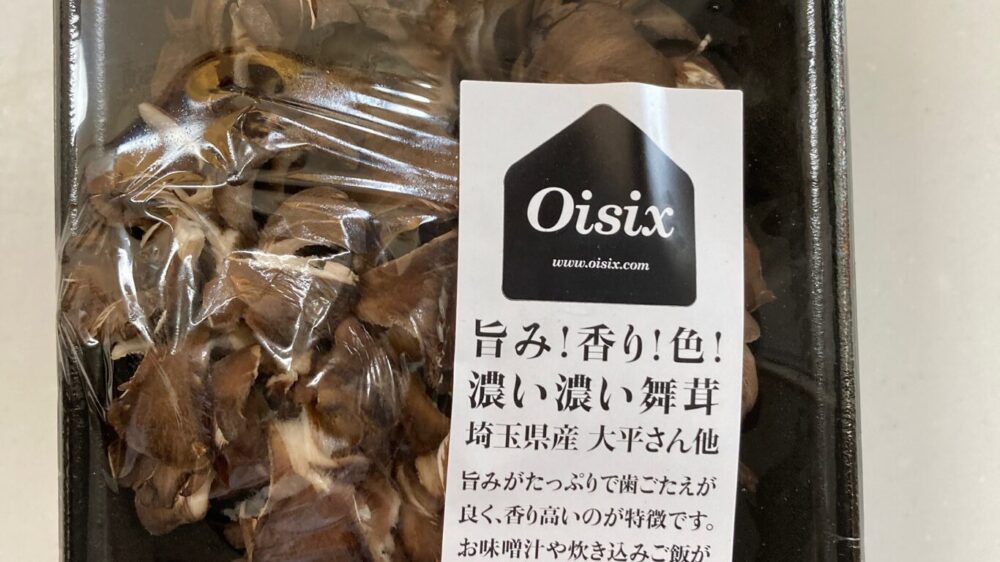 Oisix
www.oisix.com
旨み!香り!色!
濃い濃い舞茸
埼玉県産 大平さん他
旨みがたっぷりで歯ごたえが
良く、香り高いのが特徴です。
お味噌汁や炊き込みご飯が